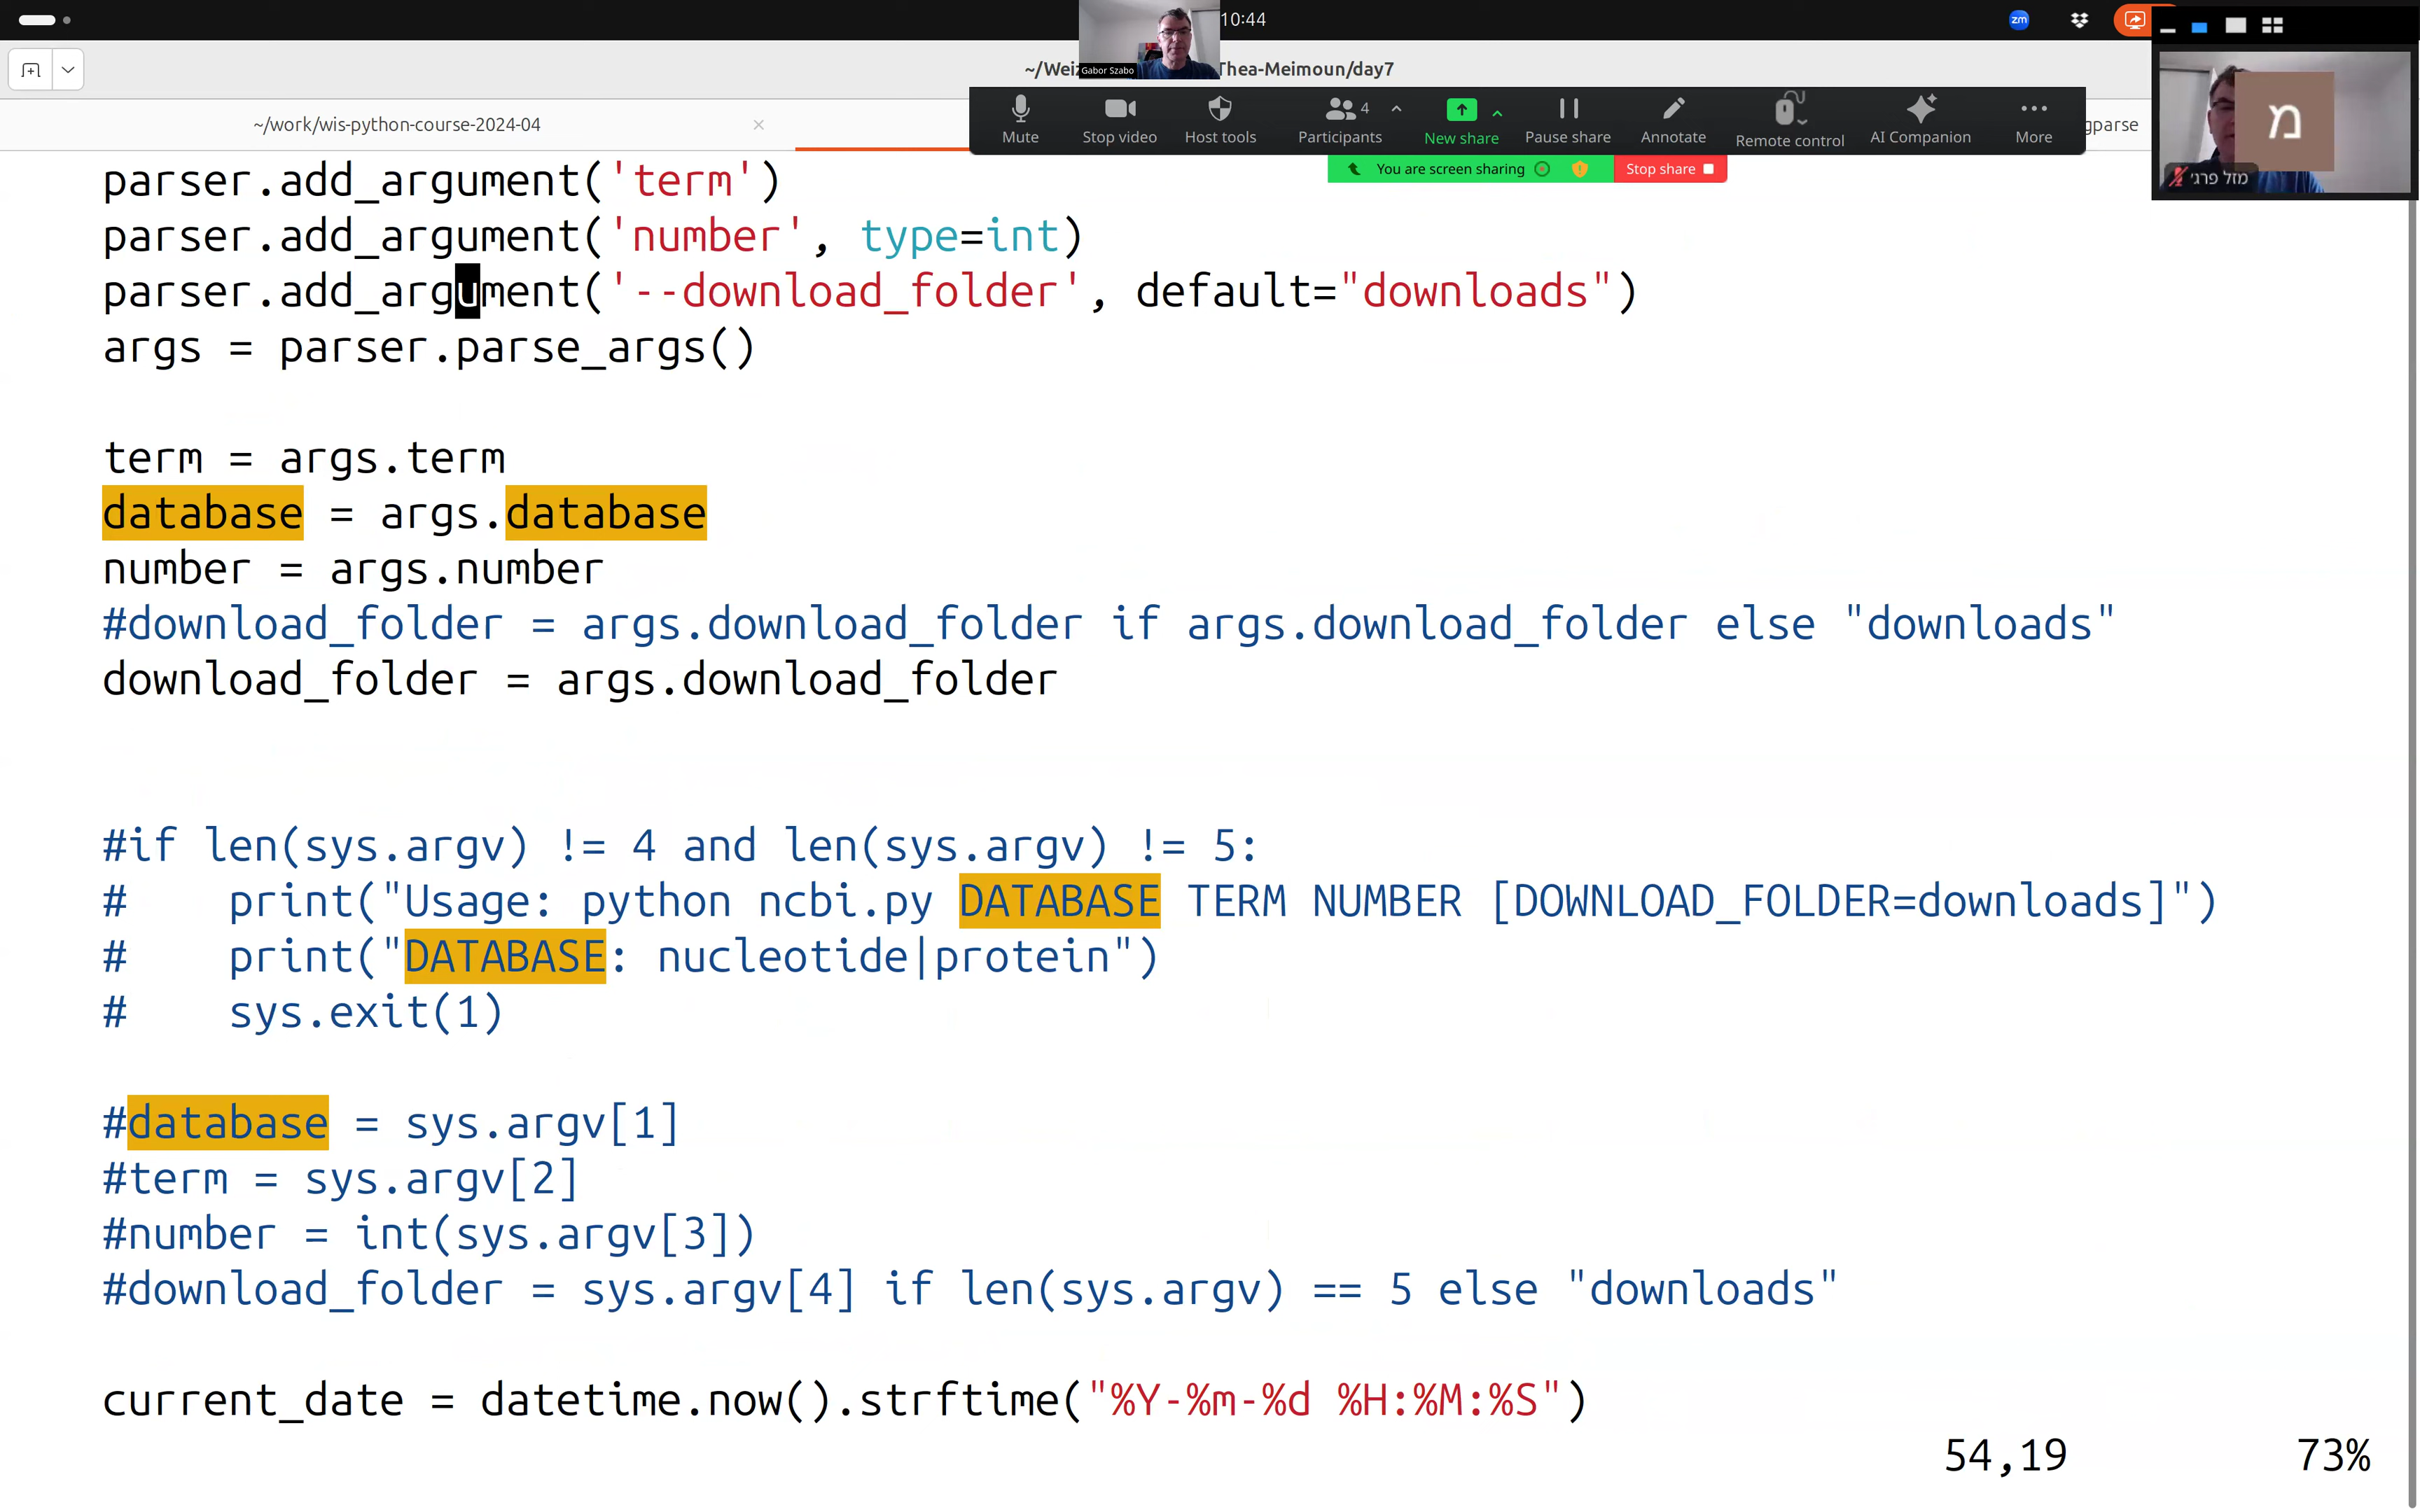 10:44
zm
Gabor Szabo
~/Wei
Thea-Meimoun/day7
~/work/wis-python-course-2024-04
gparse
Mute
Stop video
Host tools
Participants
4
New share
Pause share
Annotate
Remote control
AI Companion
More
You are screen sharing
Stop share
מ
מזל פרג׳י
parser.add_argument('term')
parser.add_argument('number', type=int)
parser.add_argument('--download_folder', default="downloads")
args = parser.parse_args()
term = args.term
database = args.database
number = args.number
#download_folder = args.download_folder if args.download_folder else "downloads"
download_folder = args.download_folder
#if len(sys.argv) != 4 and len(sys.argv) != 5:
#    print("Usage: python ncbi.py DATABASE TERM NUMBER [DOWNLOAD_FOLDER=downloads]")
#    print("DATABASE: nucleotide|protein")
#    sys.exit(1)
#database = sys.argv[1]
#term = sys.argv[2]
#number = int(sys.argv[3])
#download_folder = sys.argv[4] if len(sys.argv) == 5 else "downloads"
current_date = datetime.now().strftime("%Y-%m-%d %H:%M:%S")
54,19
73%